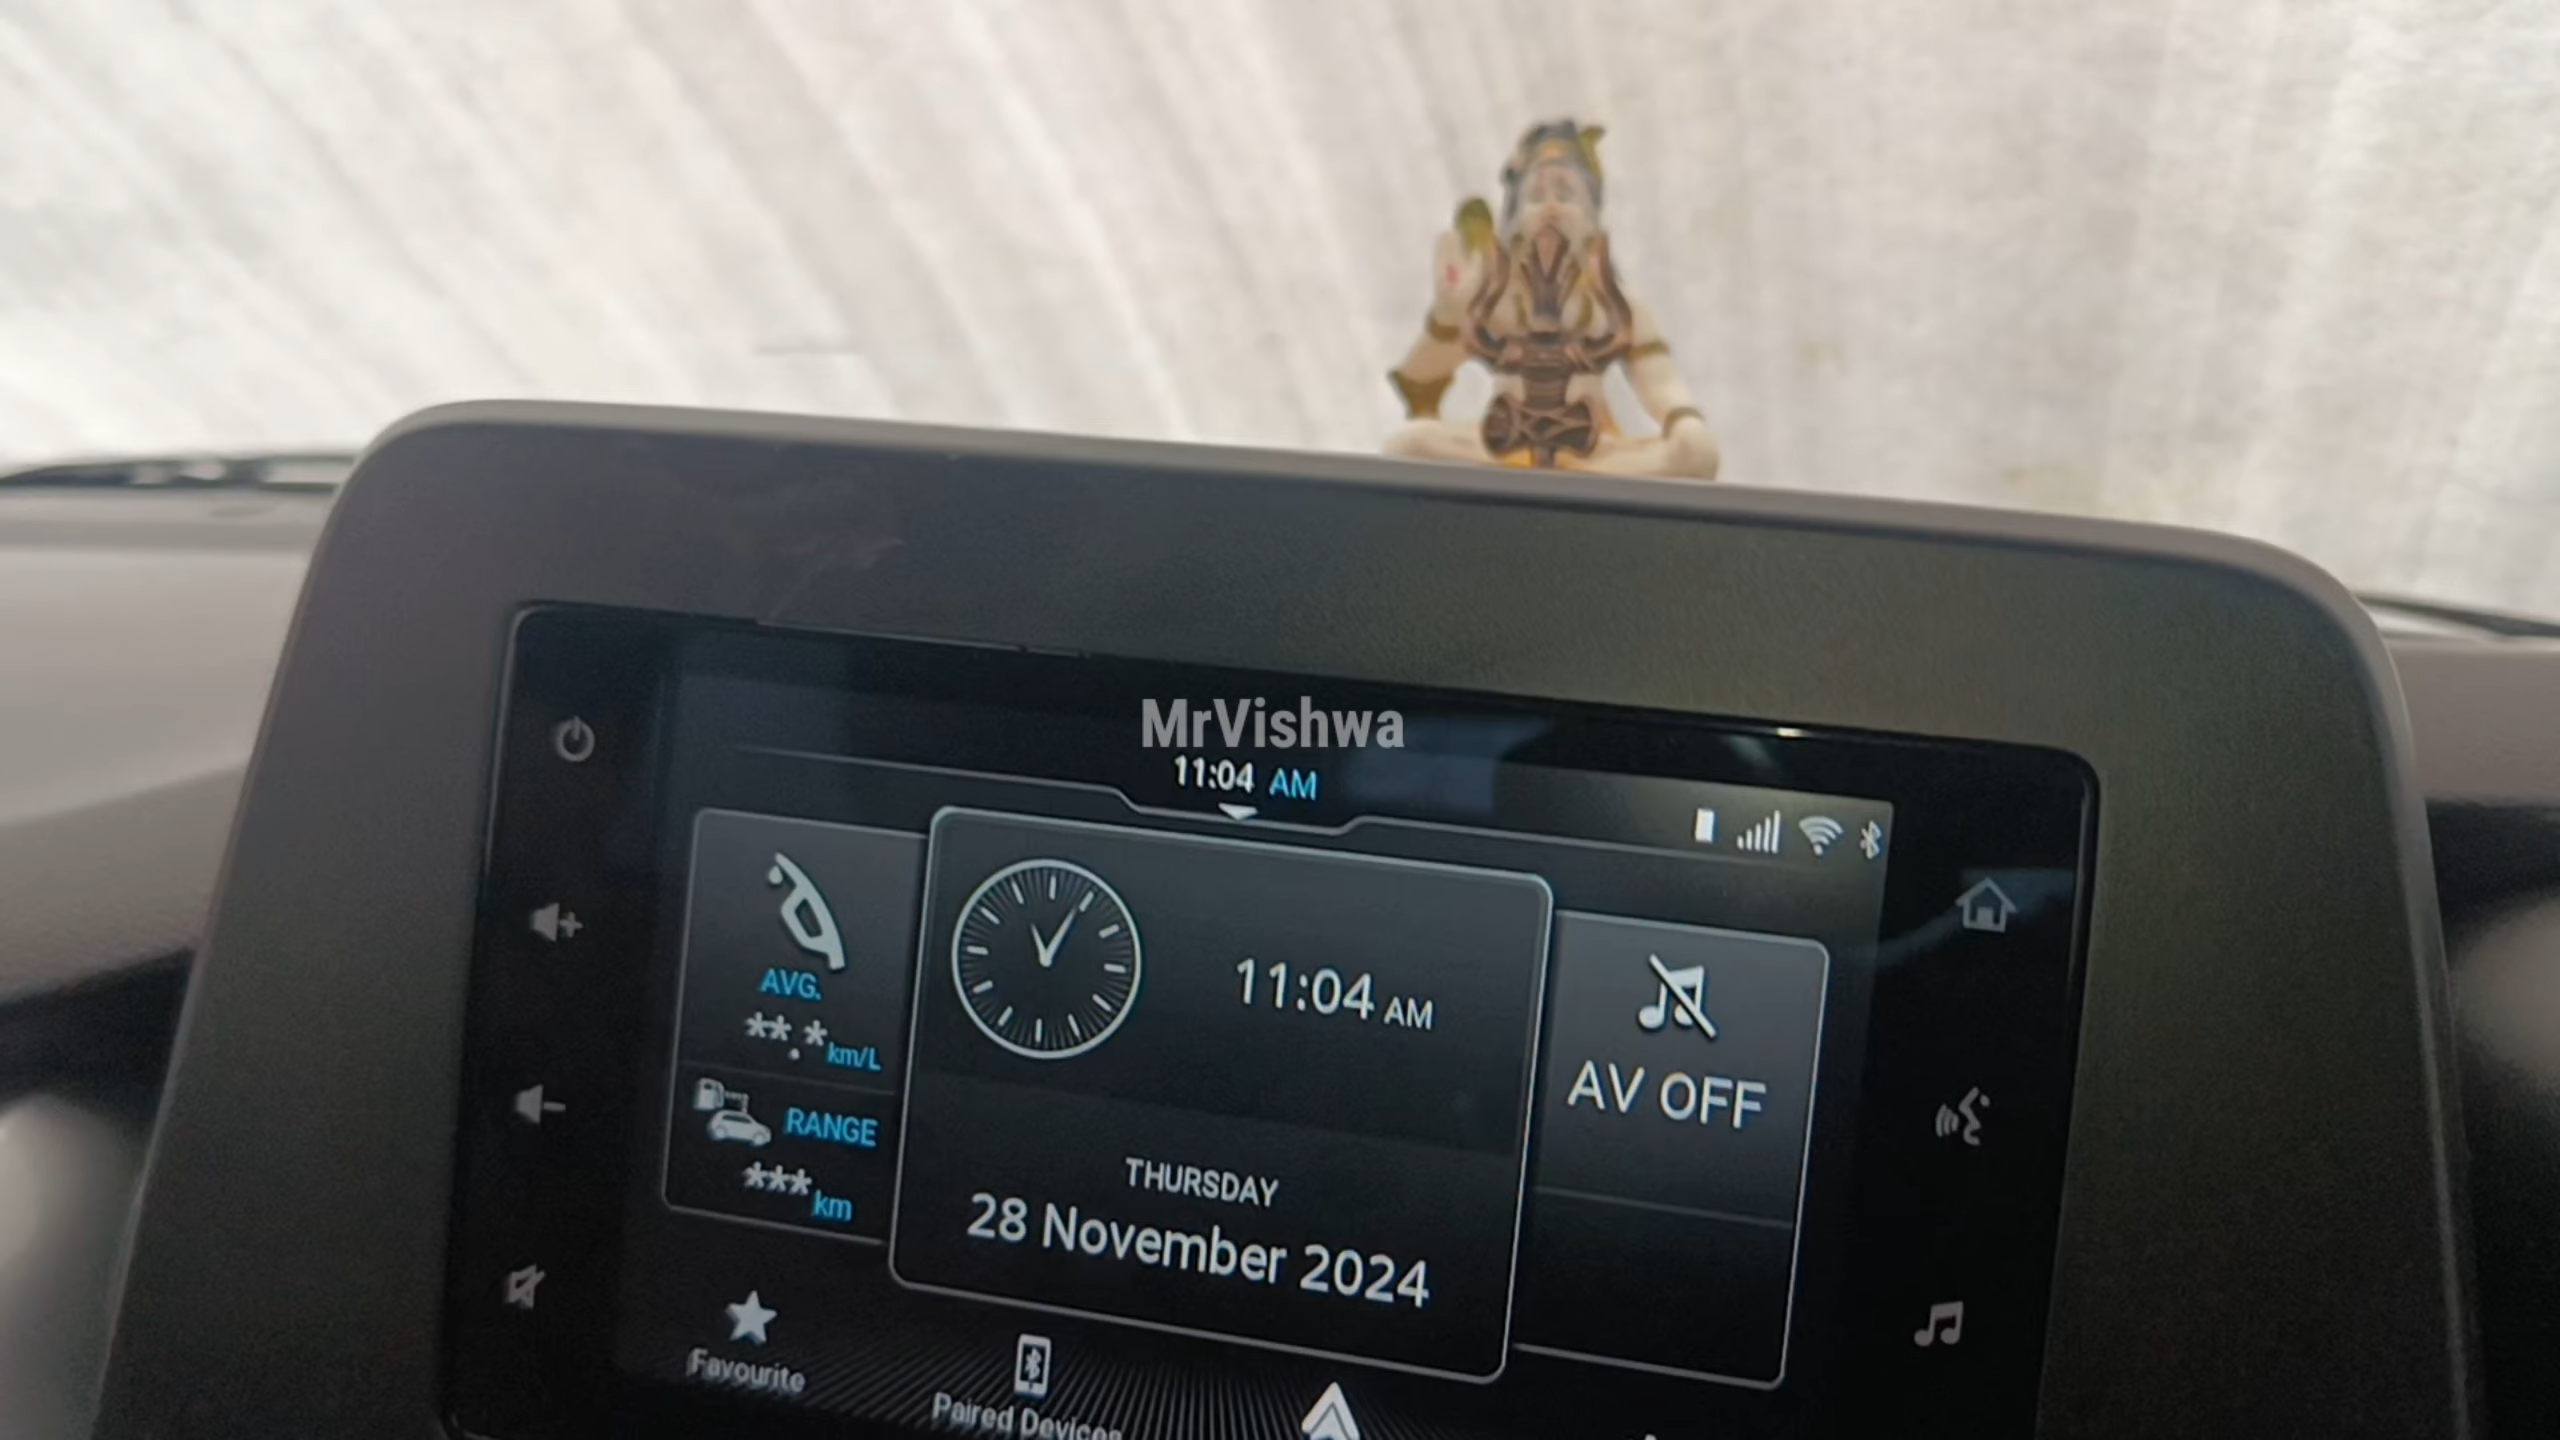 MrVishwa
11:04 AM
AVG.
**.* km/L
RANGE
*** km
11:04 AM
THURSDAY
28 November 2024
AV OFF
Favourite
Paired Devices